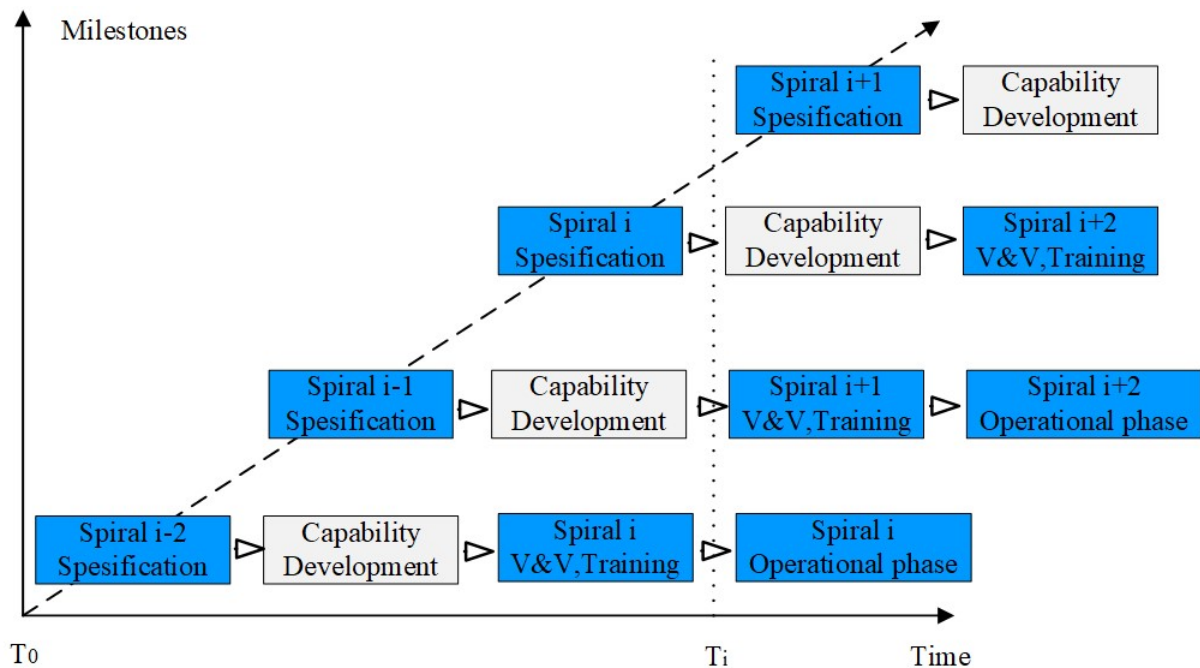 Milestones
Spiral i+1
Spesification
Capability
Development
Spiral i
Spesification
Capability
Development
Spiral i+2
V&V,Training
Spiral i-1
Spesification
Capability
Development
Spiral i+1
V&V,Training
Spiral i+2
Operational phase
Spiral i-2
Spesification
Capability
Development
Spiral i
V&V,Training
Spiral i
Operational phase
T0
Ti
Time